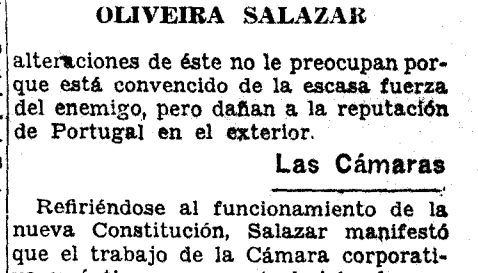 OLIVEIRA SALAZAR
alteraciones de éste no le preocupan por-
que está convencido de la escasa fuerza
del enemigo, pero dañan a la reputación
de Portugal en el exterior.
Las Cámaras
Refiriéndose al funcionamiento de la
nueva Constitución, Salazar manifestó
que el trabajo de la Cámara corporati-